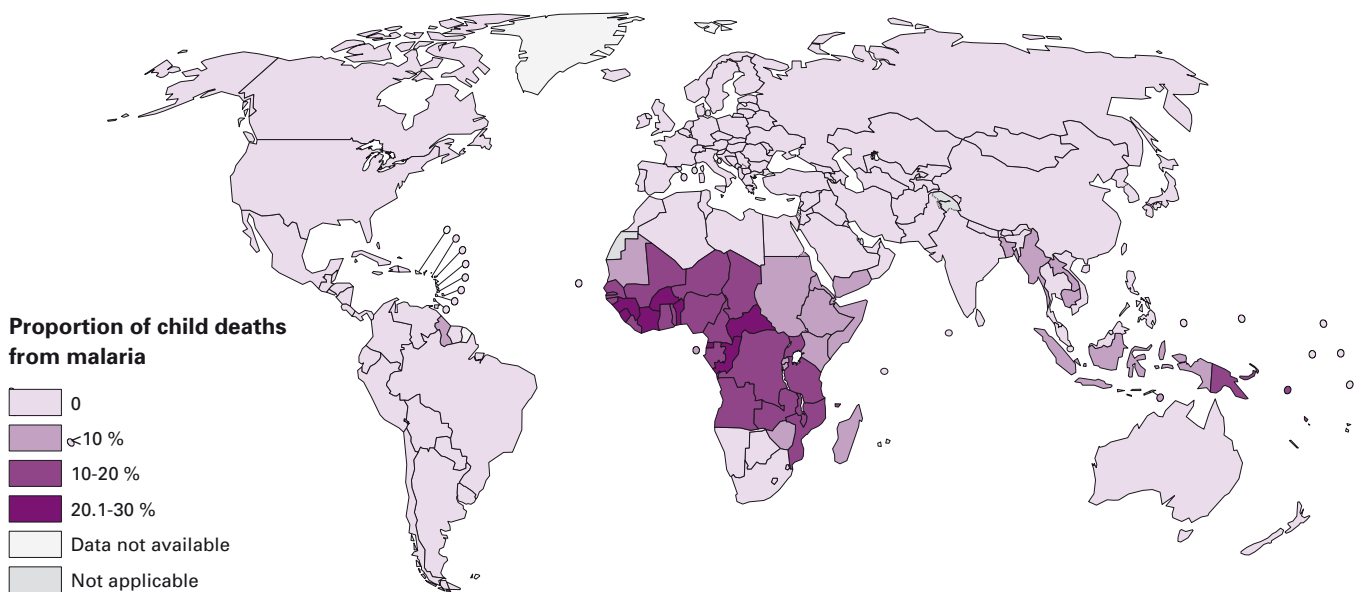 Proportion of child deaths
from malaria
0
<10 %
10-20 %
20.1-30 %
Data not available
Not applicable